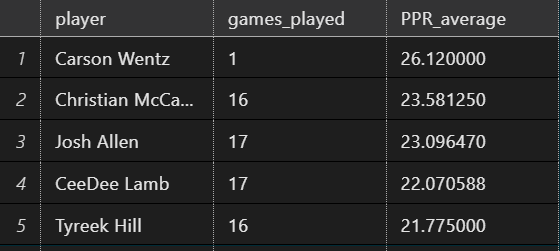 player games_played PPR_average
1 Carson Wentz 1 26.120000
2 Christian McCa... 16 23.581250
3 Josh Allen 17 23.096470
4 CeeDee Lamb 17 22.070588
5 Tyreek Hill 16 21.775000